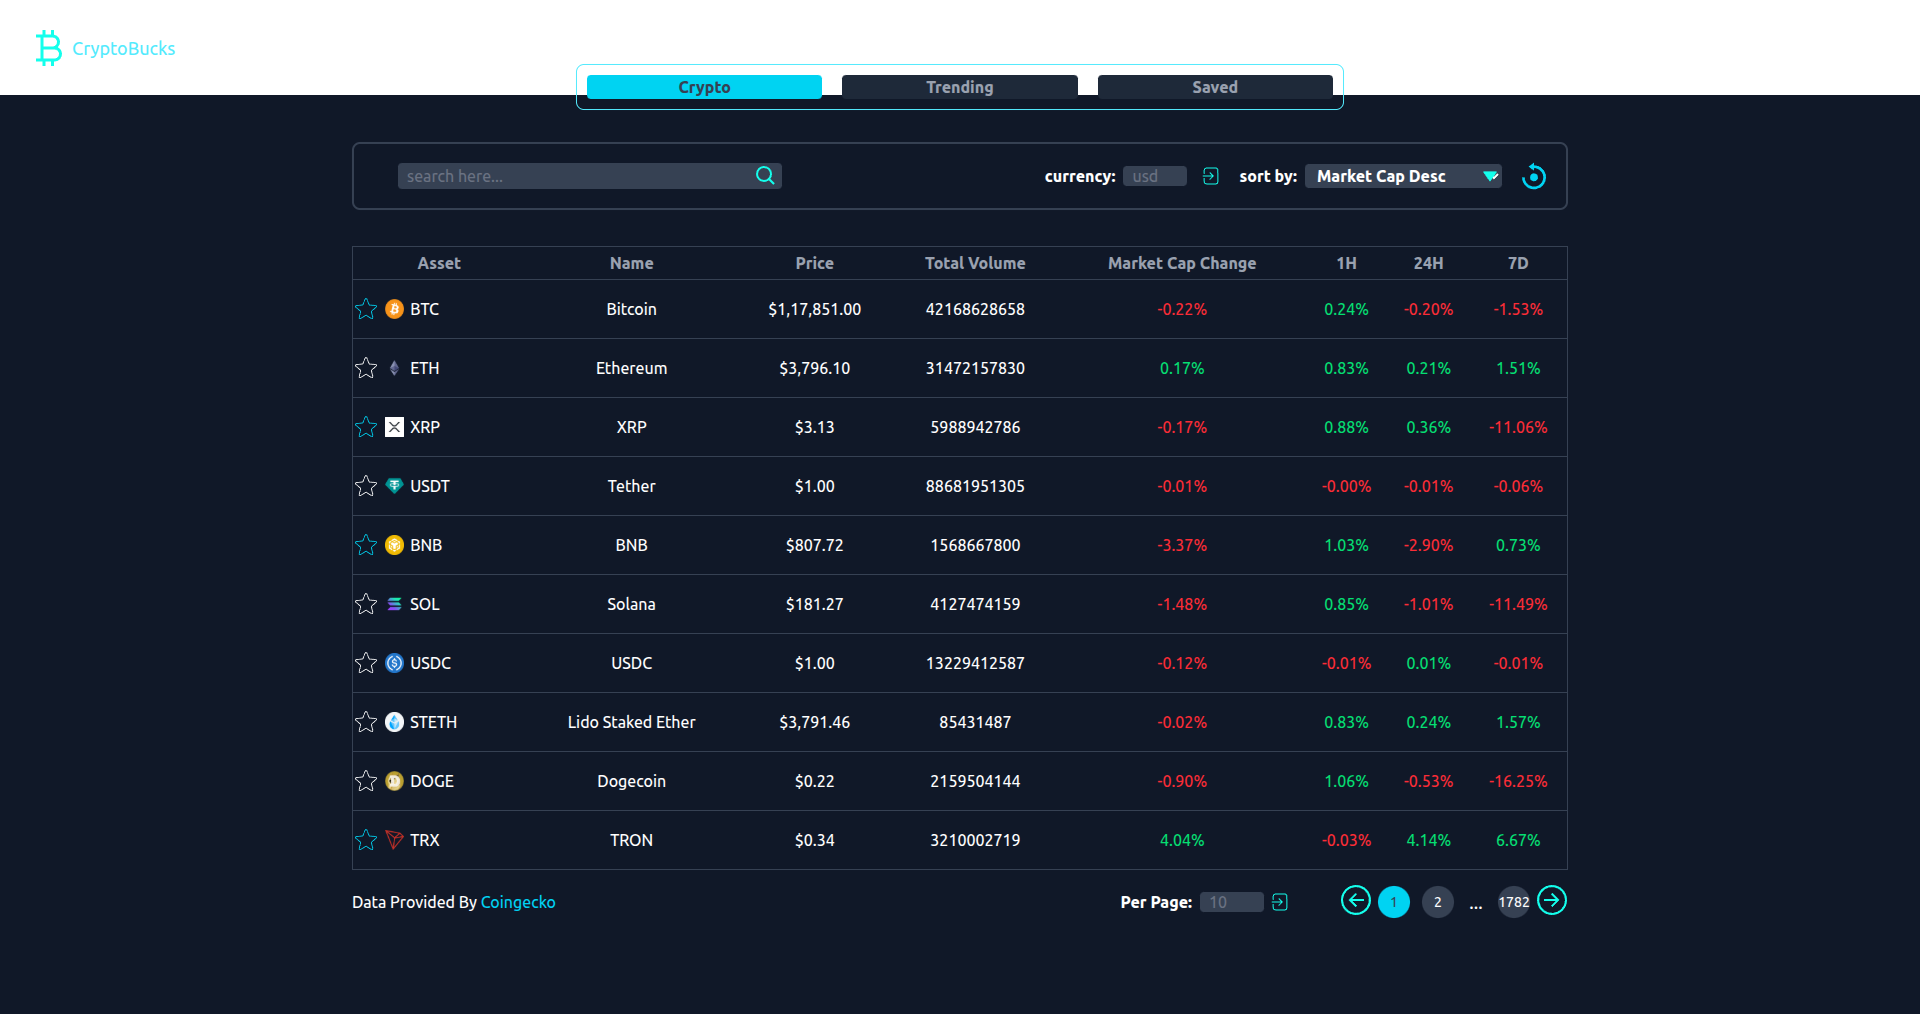 CryptoBucks
Crypto Trending Saved
search here... currency: usd sort by: Market Cap Desc
Asset Name Price Total Volume Market Cap Change 1H 24H 7D
BTC Bitcoin $1,17,851.00 42168628658 -0.22% 0.24% -0.20% -1.53%
ETH Ethereum $3,796.10 31472157830 0.17% 0.83% 0.21% 1.51%
XRP XRP $3.13 5988942786 -0.17% 0.88% 0.36% -11.06%
USDT Tether $1.00 88681951305 -0.01% -0.00% -0.01% -0.06%
BNB BNB $807.72 1568667800 -3.37% 1.03% -2.90% 0.73%
SOL Solana $181.27 4127474159 -1.48% 0.85% -1.01% -11.49%
USDC USDC $1.00 13229412587 -0.12% -0.01% 0.01% -0.01%
STETH Lido Staked Ether $3,791.46 85431487 -0.02% 0.83% 0.24% 1.57%
DOGE Dogecoin $0.22 2159504144 -0.90% 1.06% -0.53% -16.25%
TRX TRON $0.34 3210002719 4.04% -0.03% 4.14% 6.67%
Data Provided By Coingecko Per Page: 10 1 2 ... 1782